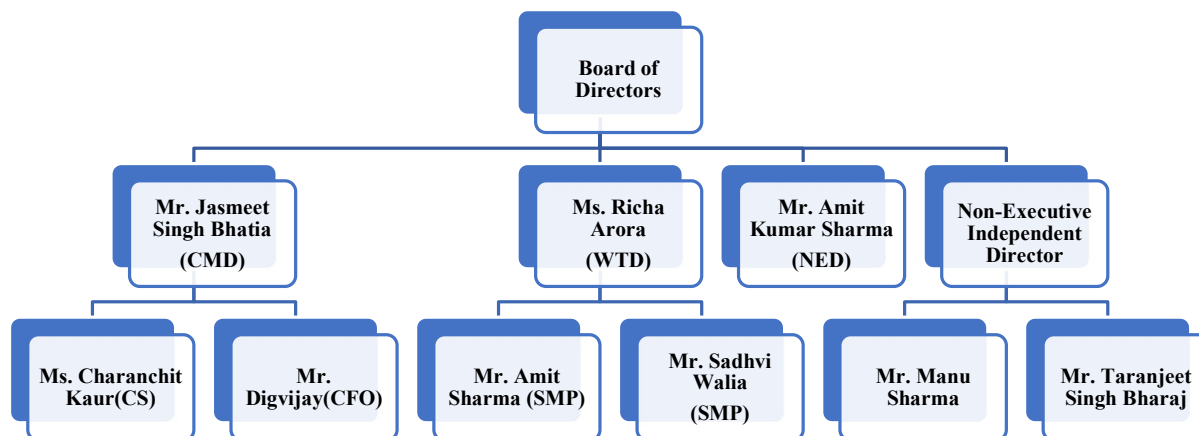 Board of
Directors
Mr. Jasmeet
Singh Bhatia
(CMD)
Ms. Richa
Arora
(WTD)
Mr. Amit
Kumar Sharma
(NED)
Non-Executive
Independent
Director
Ms. Charanchit
Kaur(CS)
Mr.
Digvijay(CFO)
Mr. Amit
Sharma (SMP)
Mr. Sadhvi
Walia
(SMP)
Mr. Manu
Sharma
Mr. Taranjeet
Singh Bharaj